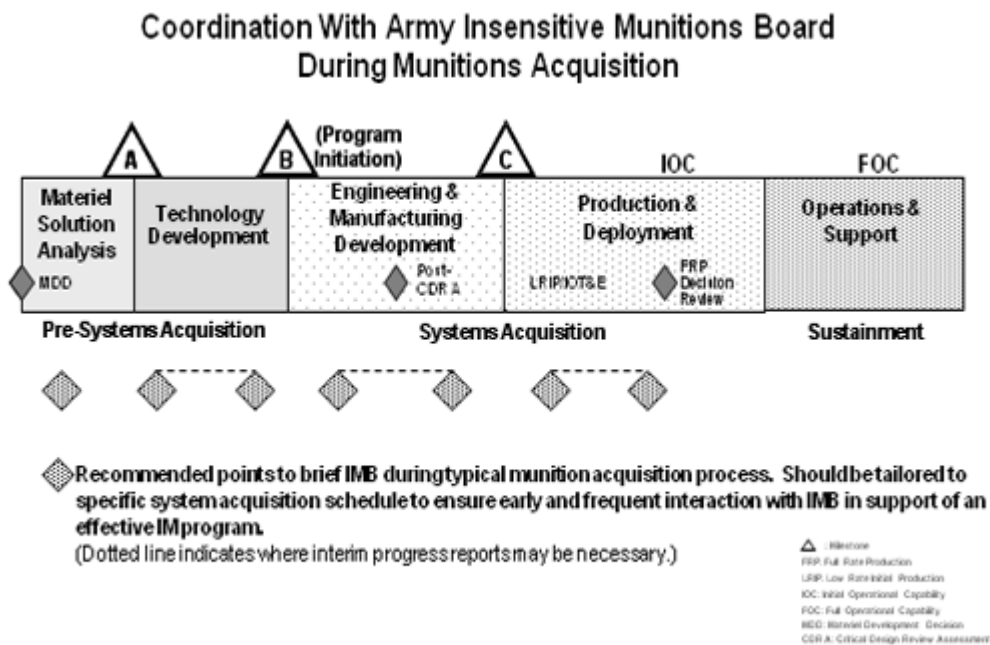 Coordination With Army Insensitive Munitions Board
During Munitions Acquisition
A
B
(Program
Initiation)
C
IOC
FOC
Materiel
Solution
Analysis
MDD
Technology
Development
Engineering &
Manufacturing
Development
Post-
CDR A
Production &
Deployment
LRIP/IOT&E
FRP
Decision
Review
Operations &
Support
Pre-Systems Acquisition
Systems Acquisition
Sustainment
Recommended points to brief IMB during typical munition acquisition process. Should be tailored to
specific system acquisition schedule to ensure early and frequent interaction with IMB in support of an
effective IM program.
(Dotted line indicates where interim progress reports may be necessary.)
: Milestone
FRP: Full Rate Production
LRIP: Low Rate Initial Production
IOC: Initial Operational Capability
FOC: Full Operational Capability
MDD: Materiel Development Decision
CDR A: Critical Design Review Assessment